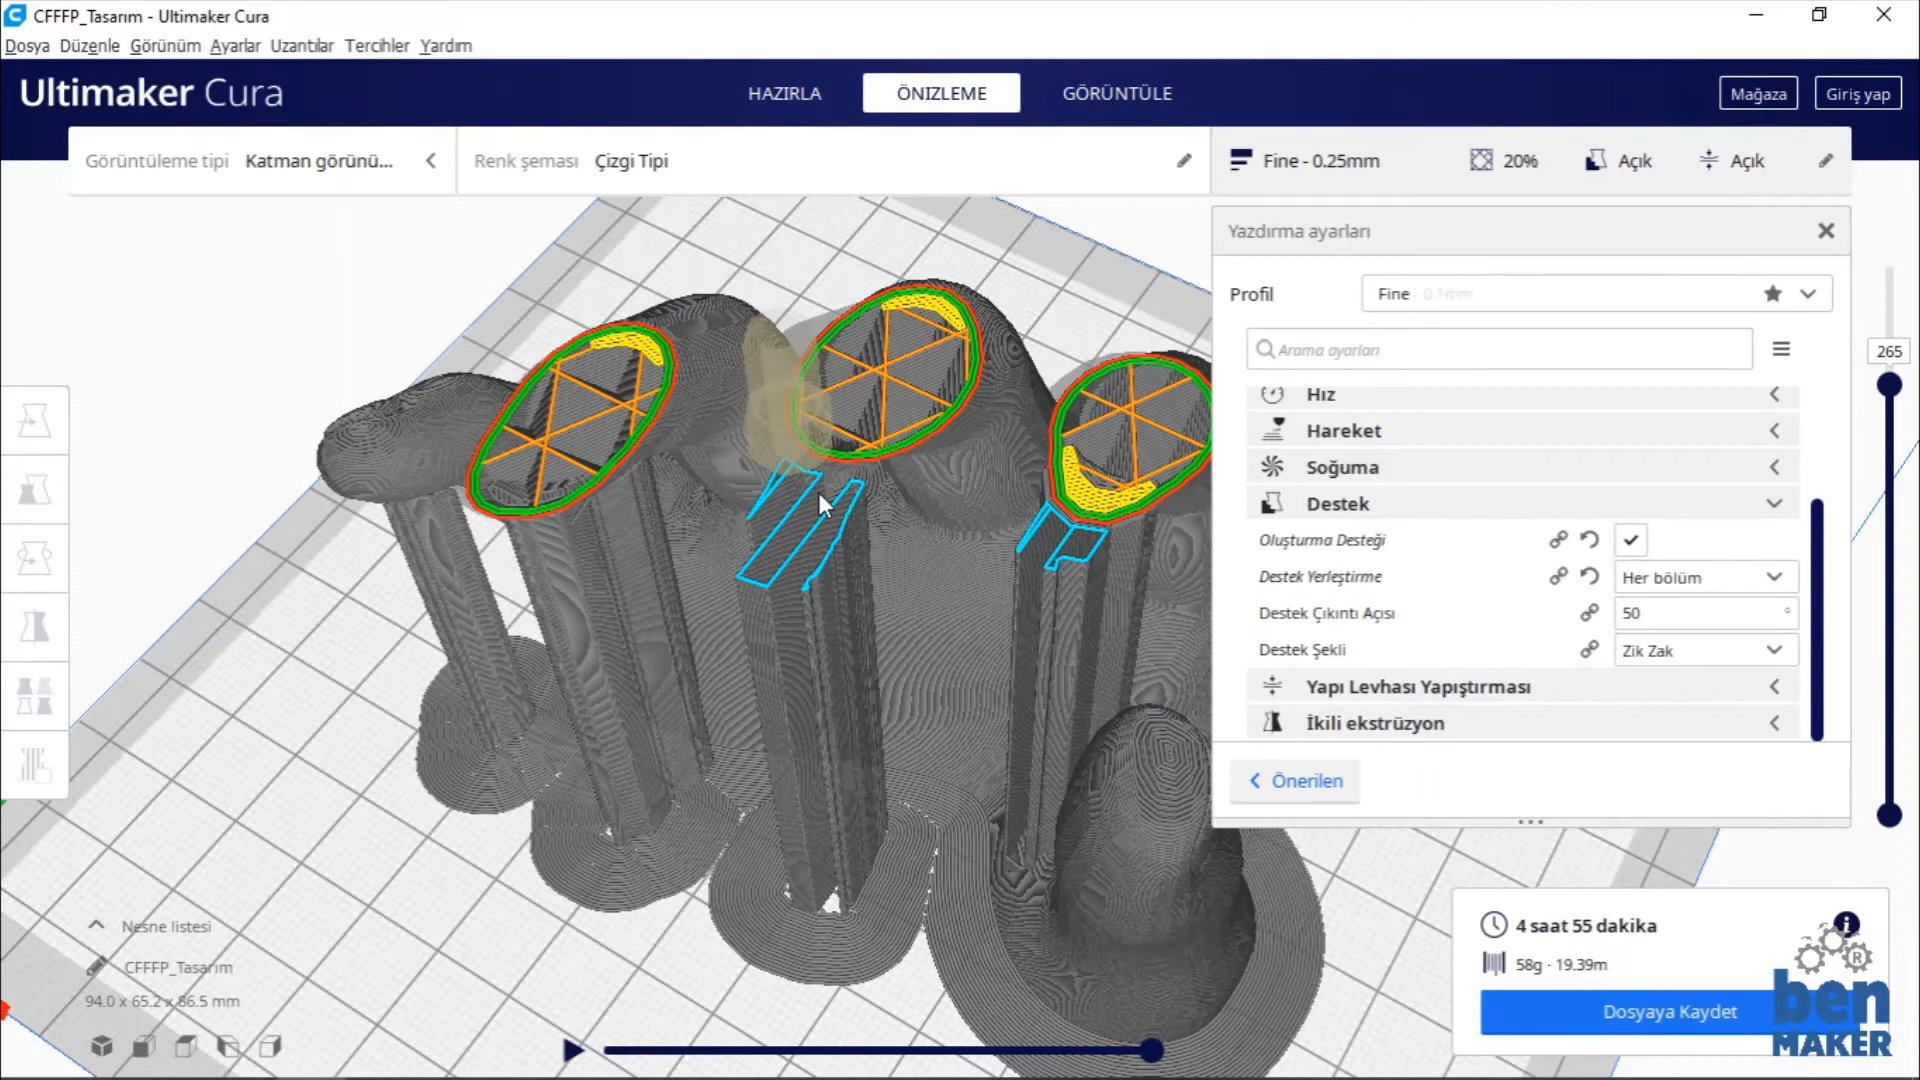 CFFFP_Tasarım - Ultimaker Cura
Dosya Düzenle Görünüm Ayarlar Uzantılar Tercihler Yardım
Ultimaker Cura
HAZIRLA
ÖNIZLEME
GÖRÜNTÜLE
Mağaza
Giriş yap
Görüntüleme tipi Katman görünü...
Renk şeması Çizgi Tipi
Fine - 0.25mm
20%
Açık
Açık
Yazdırma ayarları
Profil
Fine - 0.1mm
Arama ayarları
265
Hız
Hareket
Soğuma
Destek
Oluşturma Desteği
Destek Yerleştirme
Her bölüm
Destek Çıkıntı Açısı
50 °
Destek Şekli
Zik Zak
Yapı Levhası Yapıştırması
İkili ekstrüzyon
Önerilen
Nesne listesi
CFFFP_Tasarım
94.0 x 65.2 x 86.5 mm
4 saat 55 dakika
58g - 19.39m
Dosyaya Kaydet
R
ben
MAKER